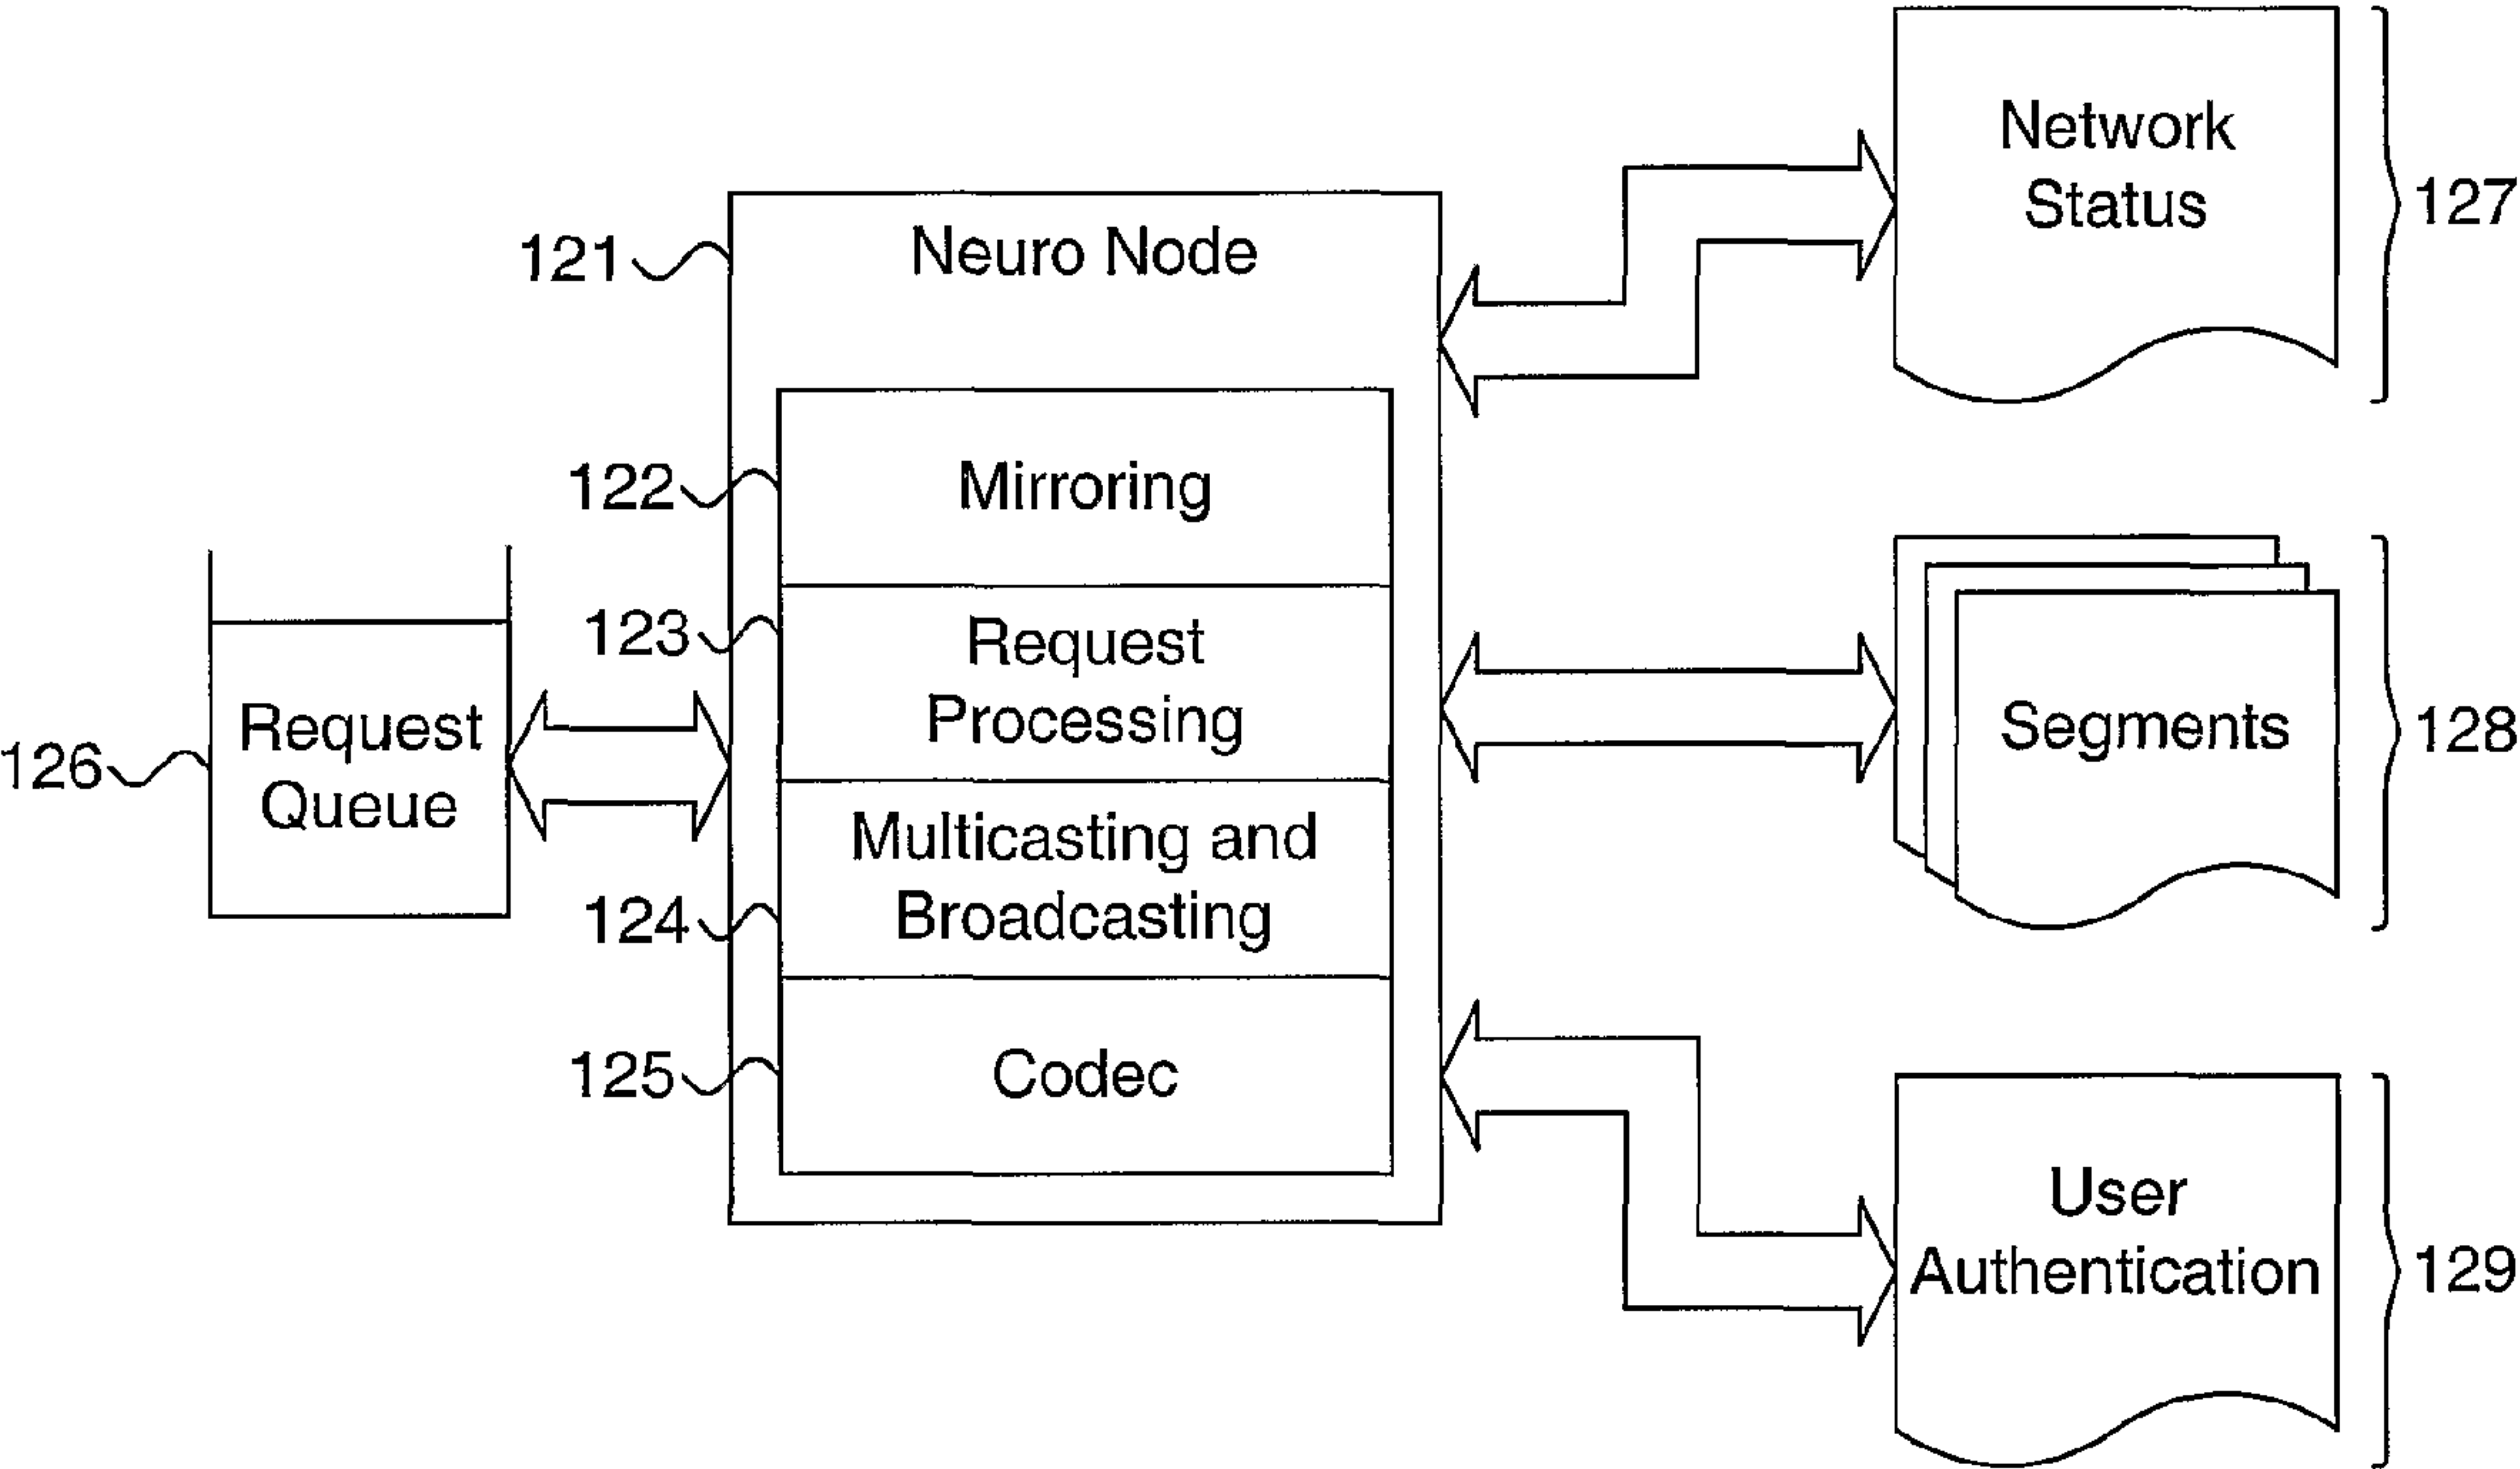 Network
Status
127
121
Neuro Node
122
Mirroring
123
Request
Processing
124
Multicasting and
Broadcasting
125
Codec
126
Request
Queue
Segments
128
User
Authentication
129